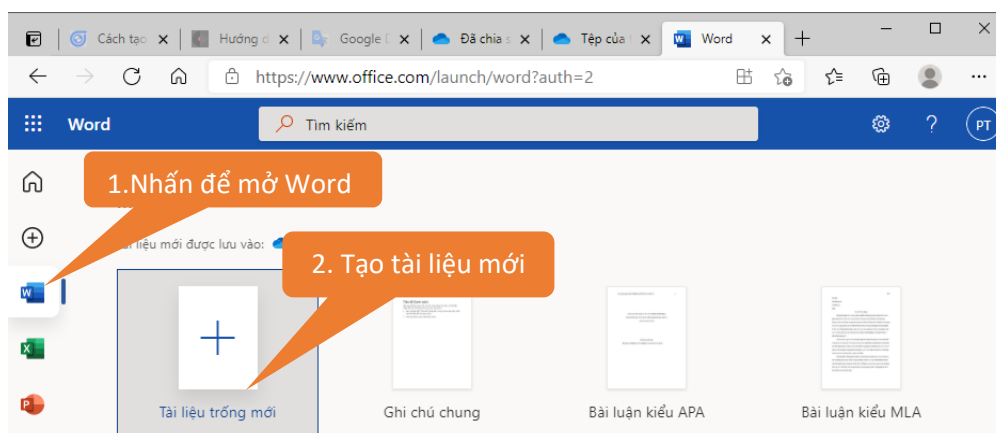 Cách tạo
Hướng d
Google D
Đã chia s
Tệp của t
Word
https://www.office.com/launch/word?auth=2
Word
Tìm kiếm
PT
1.Nhấn để mở Word
liệu mới được lưu vào:
2. Tạo tài liệu mới
Tài liệu trống mới
Ghi chú chung
Bài luận kiểu APA
Bài luận kiểu MLA